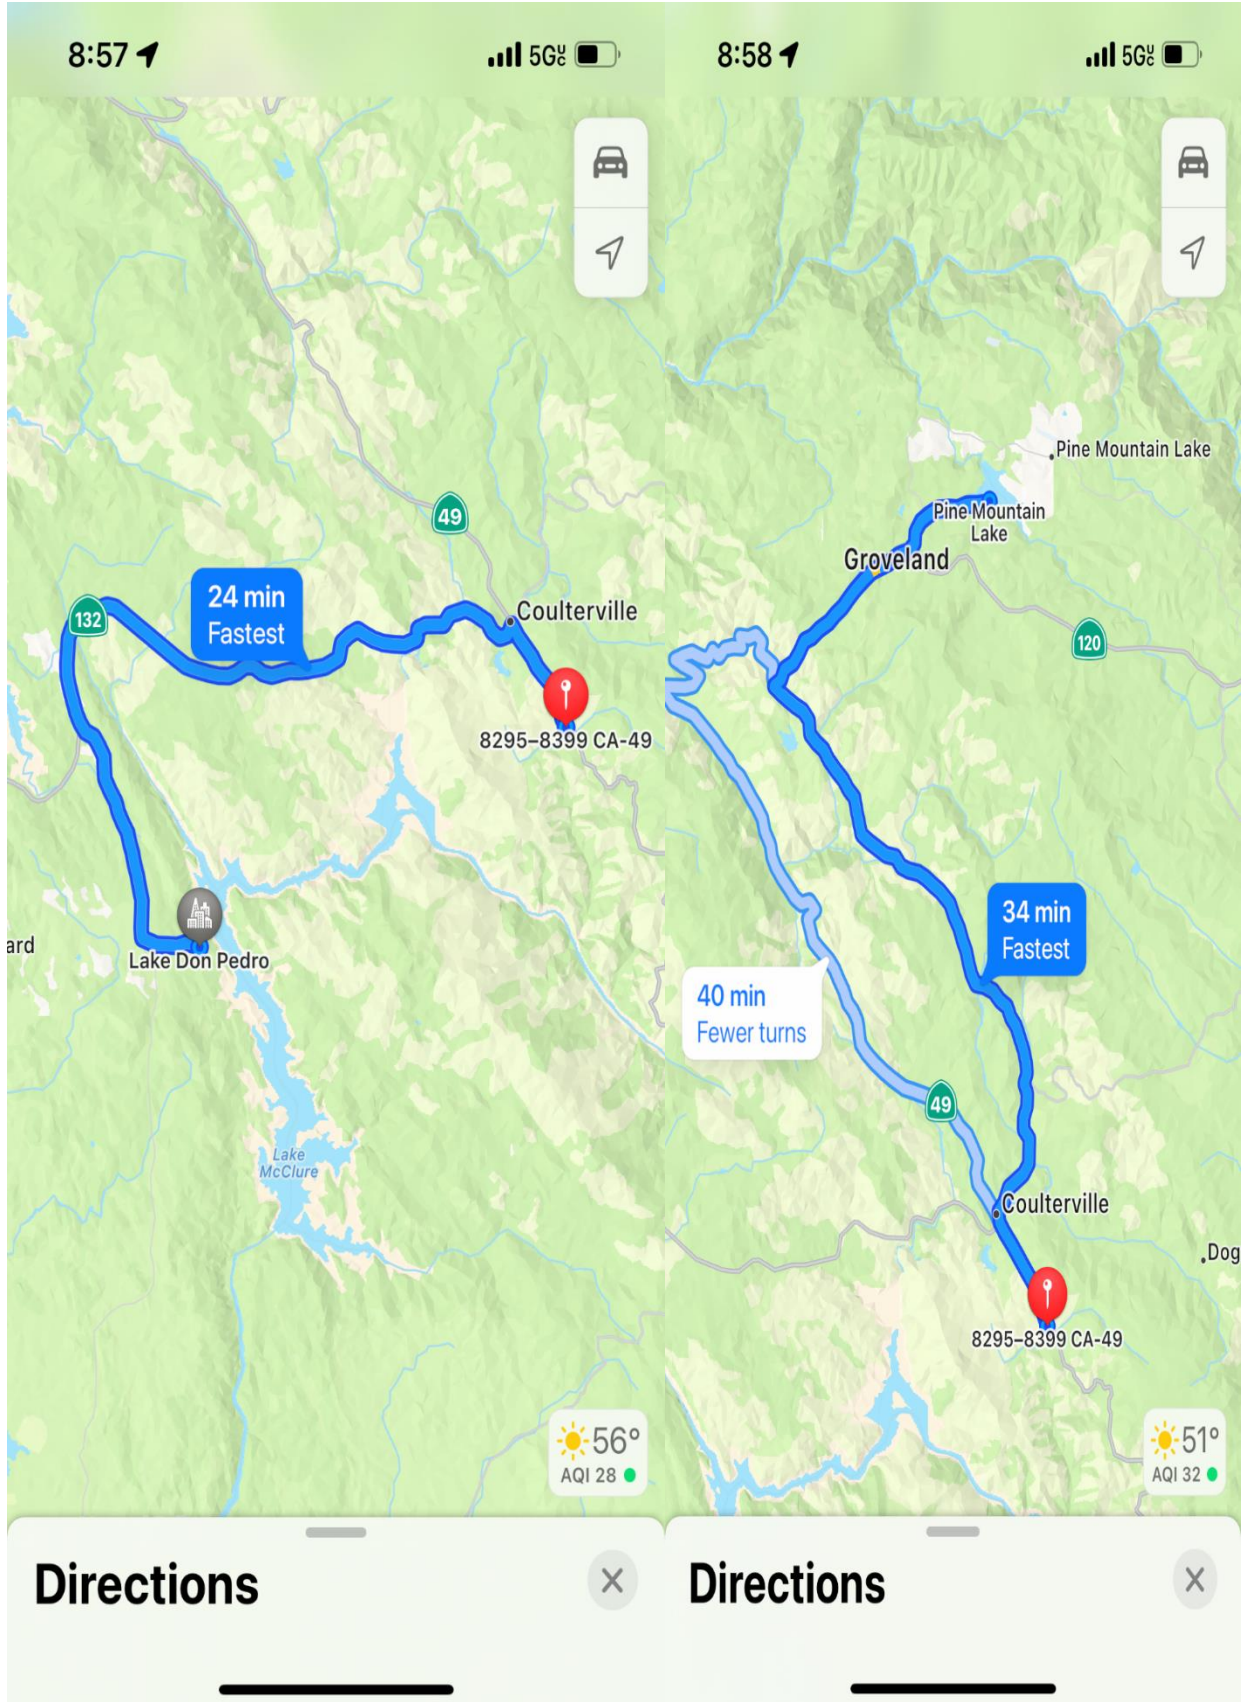 8:57
5G UC
49
132
24 min
Fastest
Coulterville
8295–8399 CA-49
ard
Lake Don Pedro
Lake
McClure
56°
AQI 28
Directions
8:58
5G UC
Pine Mountain Lake
Pine Mountain
Lake
Groveland
120
34 min
Fastest
40 min
Fewer turns
49
Coulterville
Dog
8295–8399 CA-49
51°
AQI 32
Directions